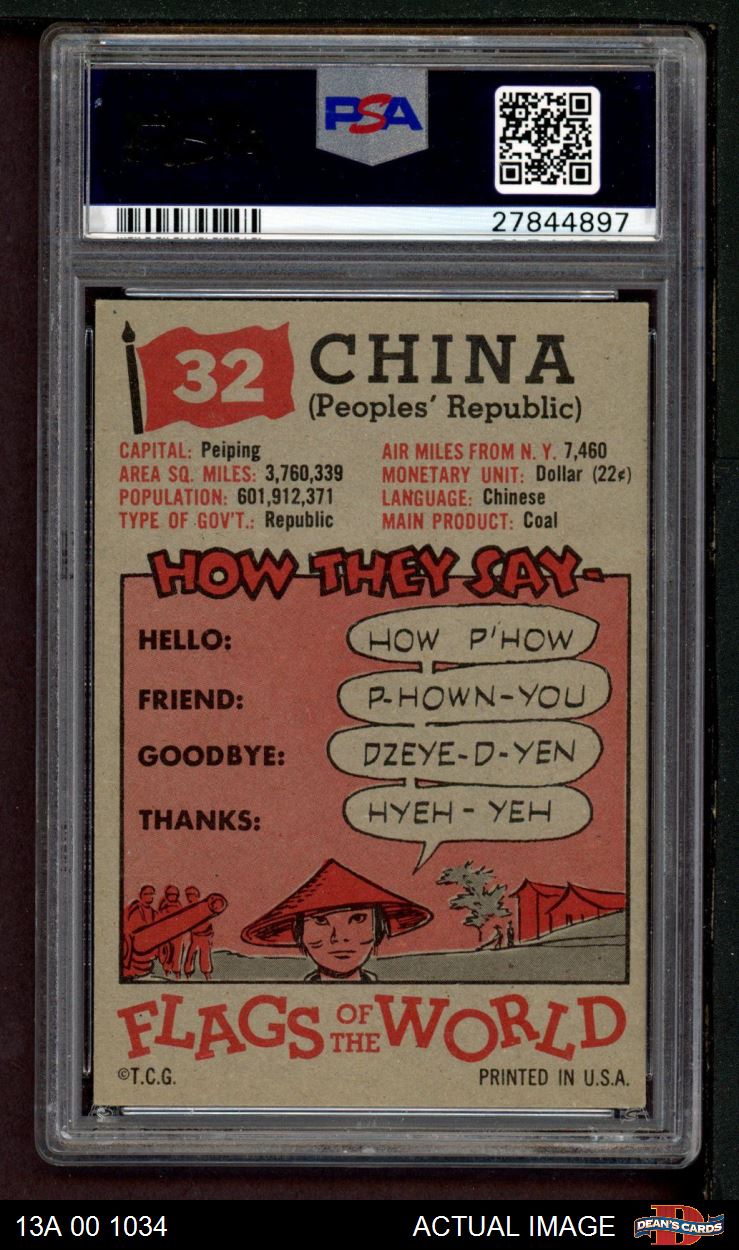 PSA
27844897
32
CHINA
(Peoples' Republic)
CAPITAL: Peiping
AREA SQ. MILES: 3,760,339
POPULATION: 601,912,371
TYPE OF GOV'T.: Republic
AIR MILES FROM N. Y. 7,460
MONETARY UNIT: Dollar (22¢)
LANGUAGE: Chinese
MAIN PRODUCT: Coal
HOW THEY SAY-
HELLO: HOW P'HOW
FRIEND: P-HOWN-YOU
GOODBYE: DZEYE-D-YEN
THANKS: HYEH-YEH
FLAGS OF THE WORLD
©T.C.G. PRINTED IN U.S.A.
13A 00 1034 ACTUAL IMAGE DEAN'S CARDS